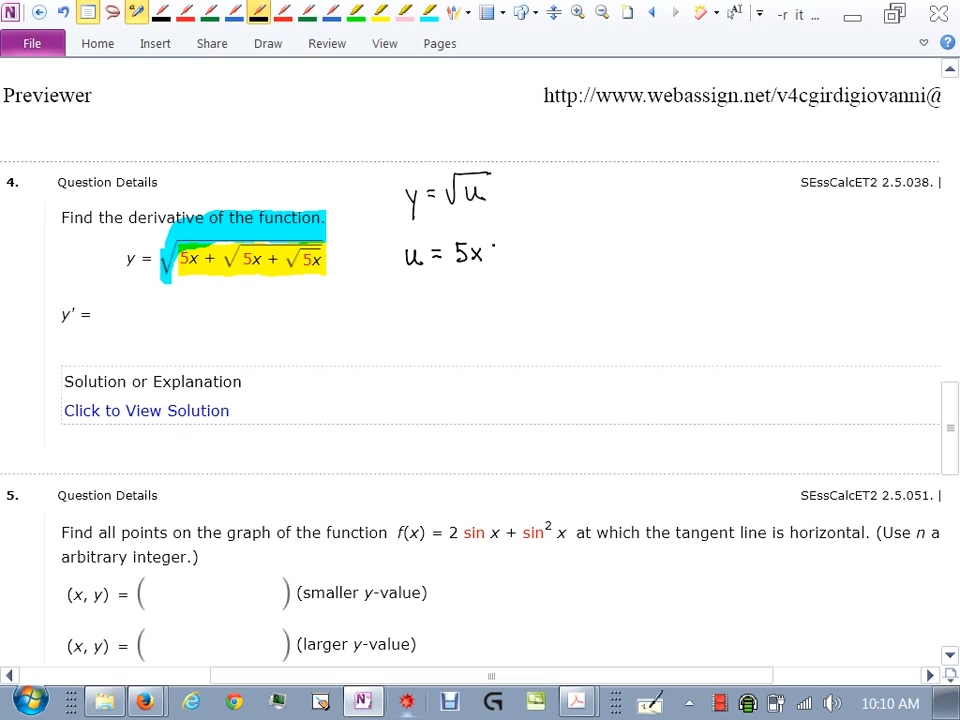 -r it ...
File Home Insert Share Draw Review View Pages
Previewer http://www.webassign.net/v4cgirdigiovanni@
4. Question Details SEssCalcET2 2.5.038. |
Find the derivative of the function.
y = √(5x + √(5x + √5x))
y = √u
u = 5x
y' =
Solution or Explanation
Click to View Solution
5. Question Details SEssCalcET2 2.5.051. |
Find all points on the graph of the function f(x) = 2 sin x + sin² x at which the tangent line is horizontal. (Use n a
arbitrary integer.)
(x, y) = ( ) (smaller y-value)
(x, y) = ( ) (larger y-value)
10:10 AM